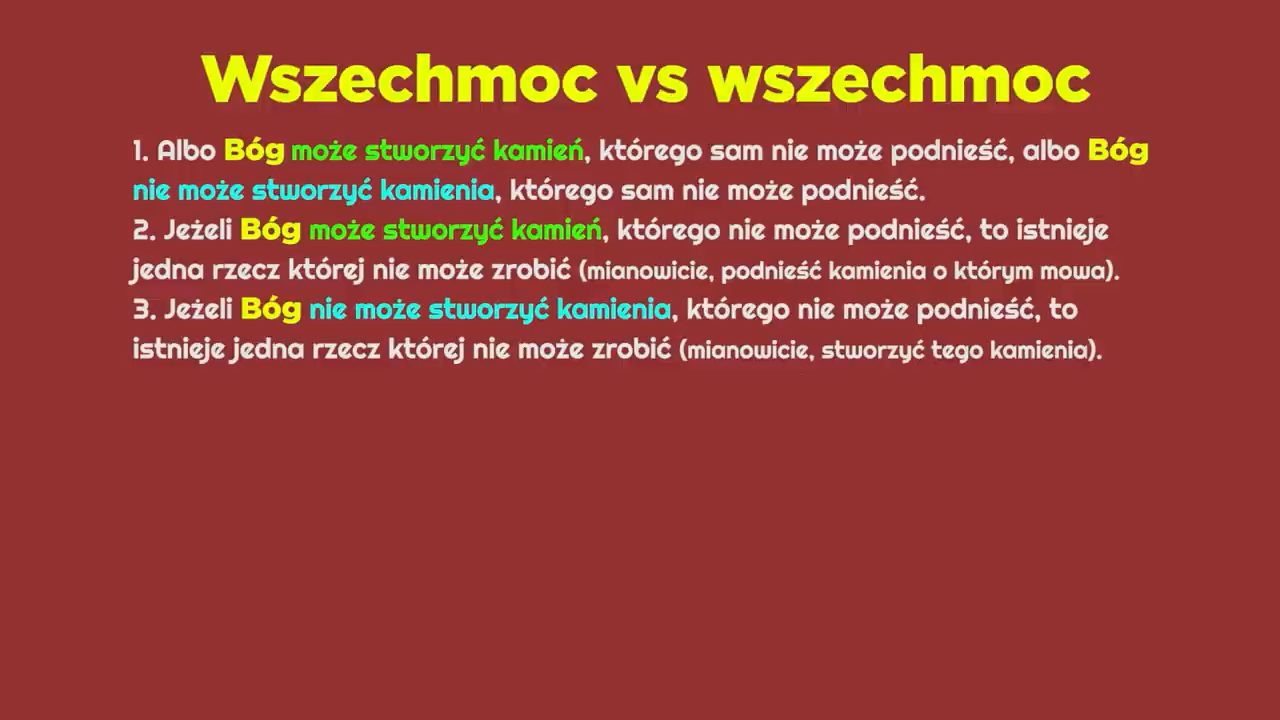 Wszechmoc vs wszechmoc
1. Albo Bóg może stworzyć kamień, którego sam nie może podnieść, albo Bóg
nie może stworzyć kamienia, którego sam nie może podnieść.
2. Jeżeli Bóg może stworzyć kamień, którego nie może podnieść, to istnieje
jedna rzecz której nie może zrobić (mianowicie, podnieść kamienia o którym mowa).
3. Jeżeli Bóg nie może stworzyć kamienia, którego nie może podnieść, to
istnieje jedna rzecz której nie może zrobić (mianowicie, stworzyć tego kamienia).